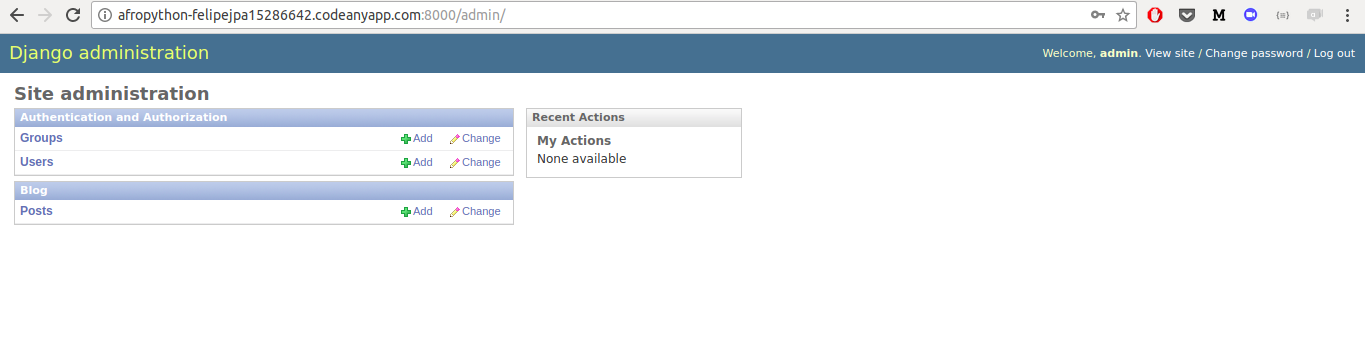 afropython-felipejpa15286642.codeanyapp.com:8000/admin/
Django administration
Welcome, admin. View site / Change password / Log out
Site administration
Authentication and Authorization
Groups Add Change
Users Add Change
Blog
Posts Add Change
Recent Actions
My Actions
None available